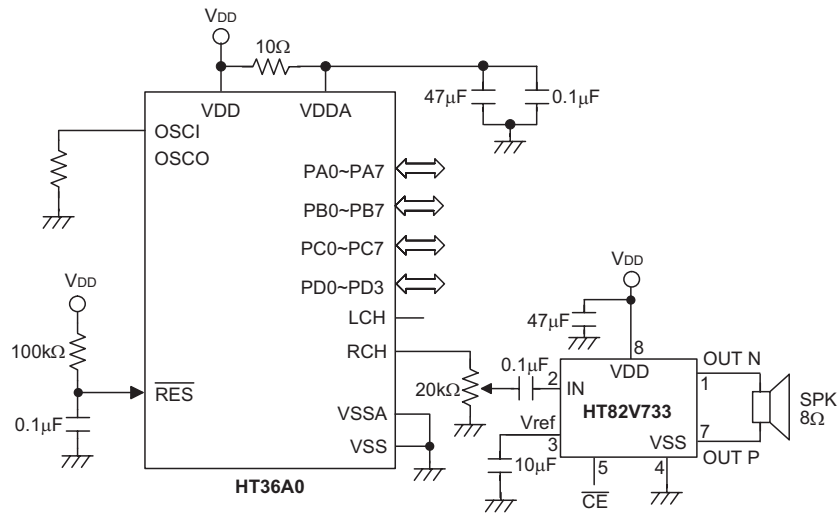 VDD
10Ω
VDD
VDDA
47µF
0.1µF
OSCI
OSCO
PA0~PA7
PB0~PB7
PC0~PC7
PD0~PD3
LCH
RCH
VDD
100kΩ
RES
0.1µF
VSSA
VSS
HT36A0
20kΩ
0.1µF
VDD
47µF
8
VDD
OUT N
1
2
IN
HT82V733
SPK
8Ω
Vref
3
VSS
7
OUT P
10µF
5
4
CE